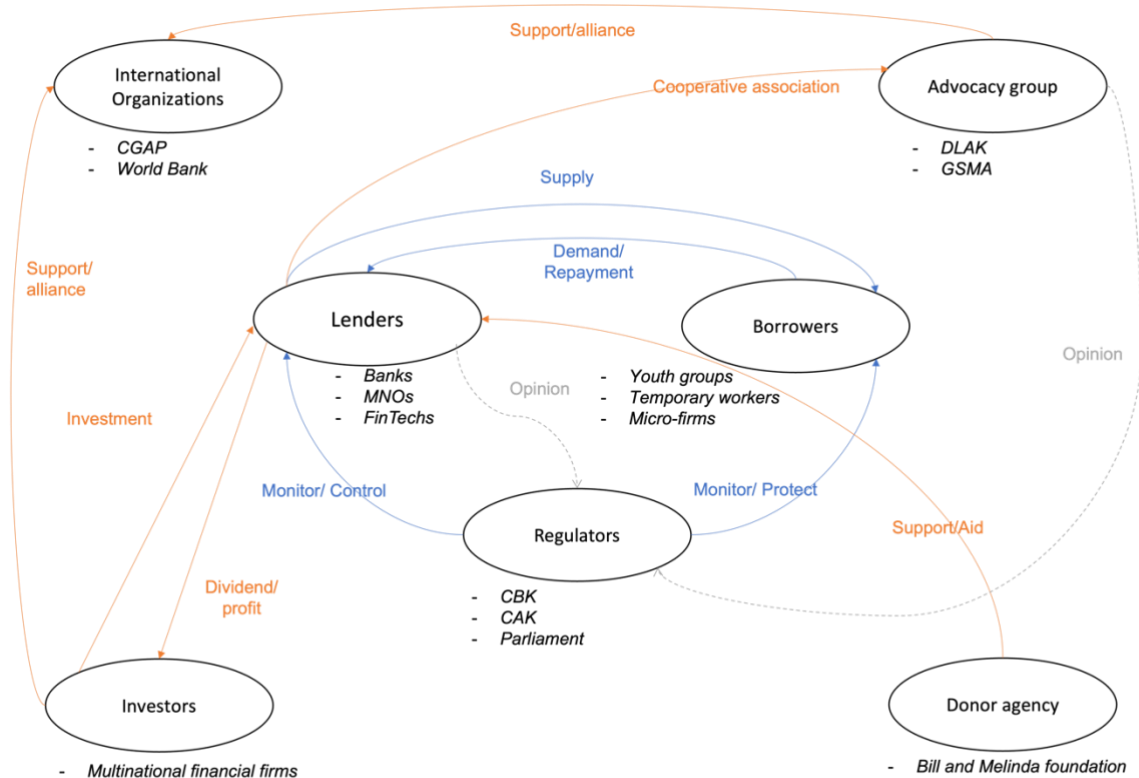 Support/alliance
International
Organizations
Cooperative association
Advocacy group
- CGAP
- World Bank
- DLAK
- GSMA
Supply
Demand/
Repayment
Support/
alliance
Lenders
Borrowers
Opinion
- Banks
- MNOs
- FinTechs
Opinion
- Youth groups
- Temporary workers
- Micro-firms
Investment
Monitor/ Control
Monitor/ Protect
Regulators
Support/Aid
Dividend/
profit
- CBK
- CAK
- Parliament
Investors
Donor agency
- Multinational financial firms
- Bill and Melinda foundation